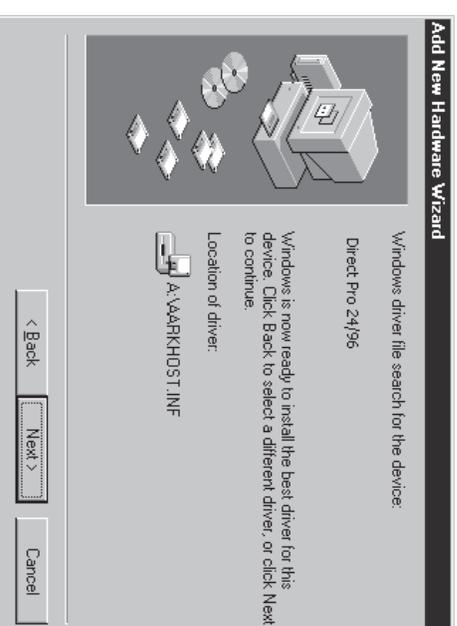 Add New Hardware Wizard
Windows driver file search for the device:
Direct Pro 24/96
Windows is now ready to install the best driver for this
device. Click Back to select a different driver, or click Next
to continue.
Location of driver:
A:\AARKHOST.INF
< Back
Next >
Cancel